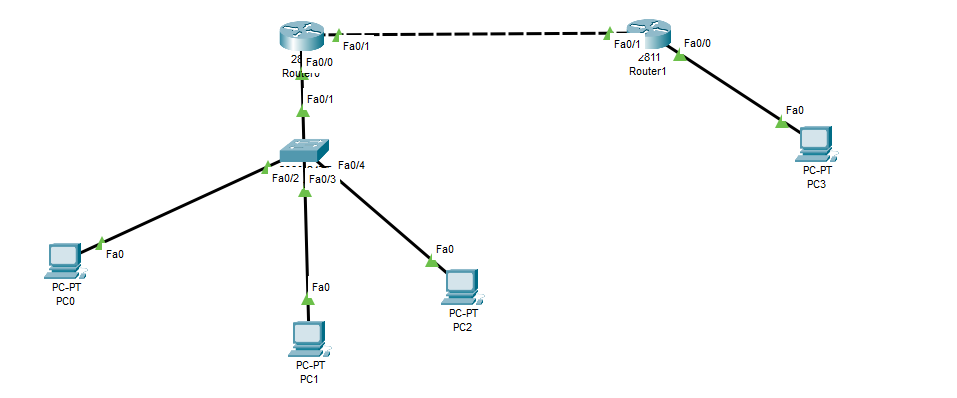 Fa0/1
Fa0/0
Fa0/1
Fa0/1
Fa0/0
2811
Router1
Fa0
PC-PT
PC3
Fa0/2
Fa0/3
Fa0/4
Fa0
PC-PT
PC0
Fa0
PC-PT
PC1
Fa0
PC-PT
PC2